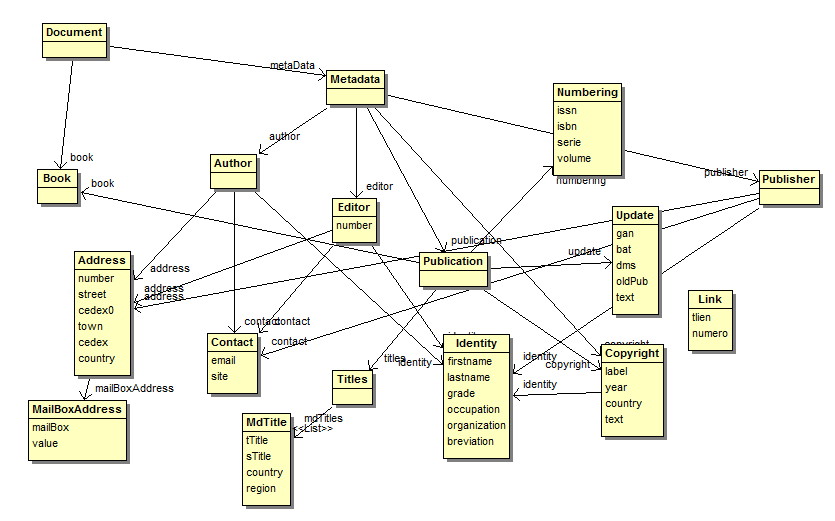 Document
metaData
Metadata
Numbering
issn
isbn
serie
volume
numbering
author
book
Author
Book
book
editor
Editor
number
publisher
Publisher
Update
gan
bat
dms
oldPub
text
update
publication
Publication
Address
number
street
cedex0
town
cedex
country
address
address
address
Link
tlien
numero
contact
contact
contact
Contact
email
site
identity
Identity
firstname
lastname
grade
occupation
organization
breviation
identity
identity
identity
copyright
copyright
Copyright
label
year
country
text
titles
Titles
mailBoxAddress
MailBoxAddress
mailBox
value
mdTitles
<<List>>
MdTitle
tTitle
sTitle
country
region